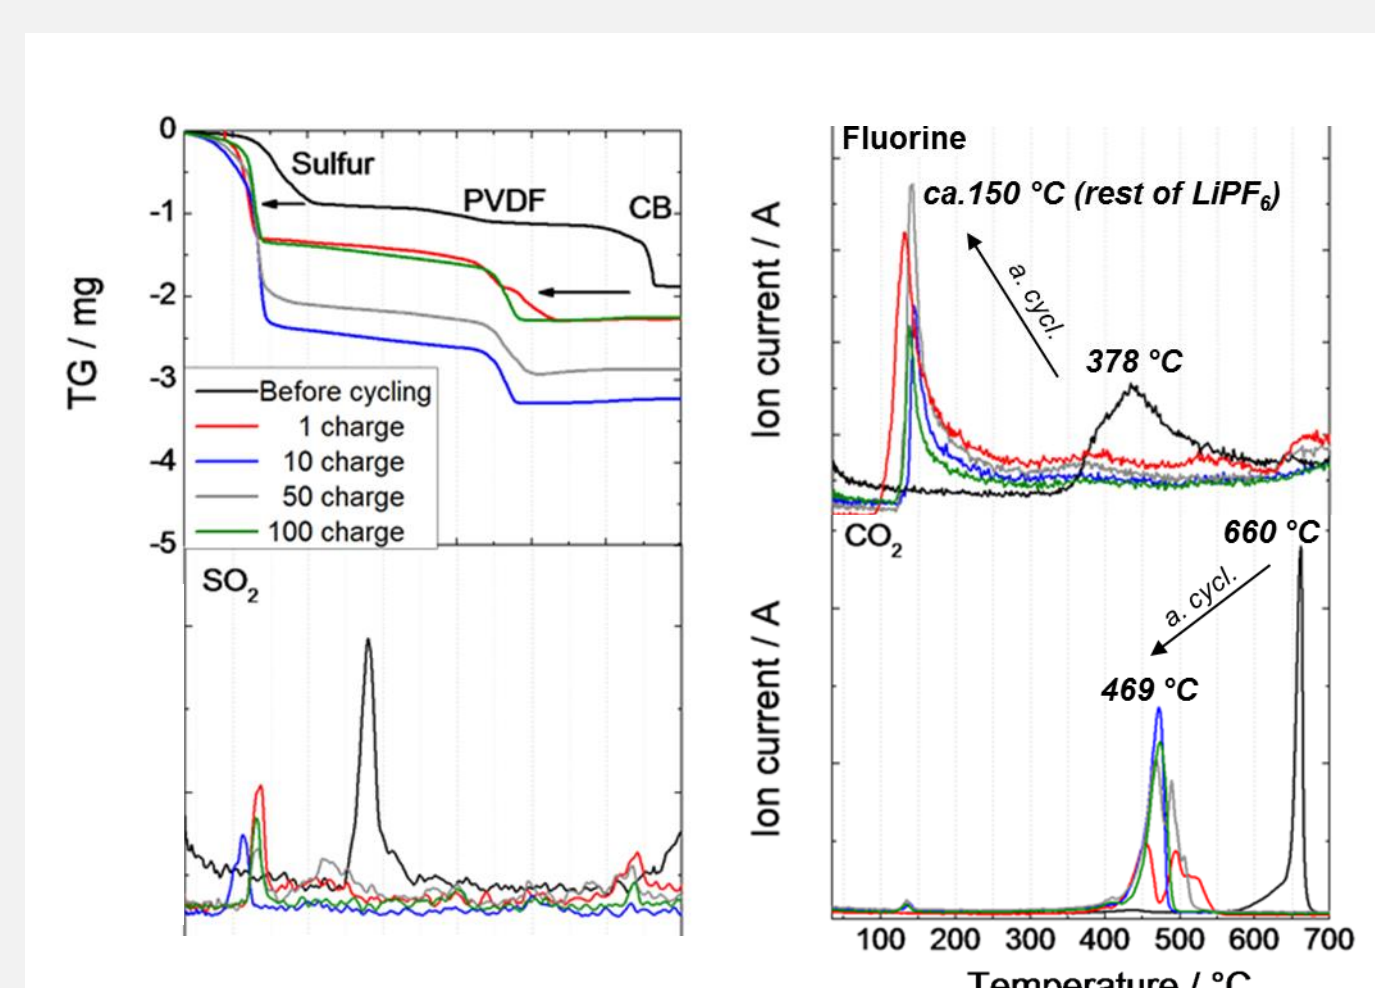 0
-1
-2
-3
-4
-5
TG / mg
Sulfur
PVDF
CB
Before cycling
1 charge
10 charge
50 charge
100 charge
SO₂
Fluorine
ca.150 °C (rest of LiPF₆)
a. cycl.
378 °C
Ion current / A
CO₂
660 °C
a. cycl.
469 °C
Ion current / A
100 200 300 400 500 600 700
Temperature / °C